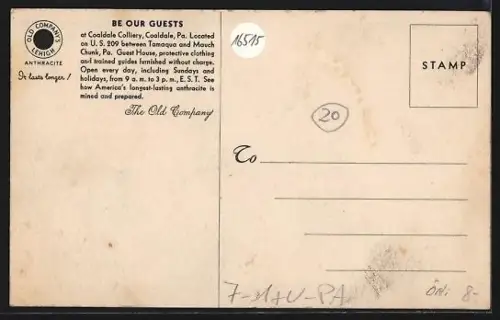 OLD COMPANY'S
LEHIGH
ANTHRACITE
It lasts longer!
BE OUR GUESTS
at Coaldale Colliery, Coaldale, Pa. Located
on U. S. 209 between Tamaqua and Mauch
Chunk, Pa. Guest House, protective clothing
and trained guides furnished without charge.
Open every day, including Sundays and
holidays, from 9 a. m. to 3 p. m., E. S. T. See
how America's longest-lasting anthracite is
mined and prepared.
The Old Company
16515
STAMP
20
To
PA
8-